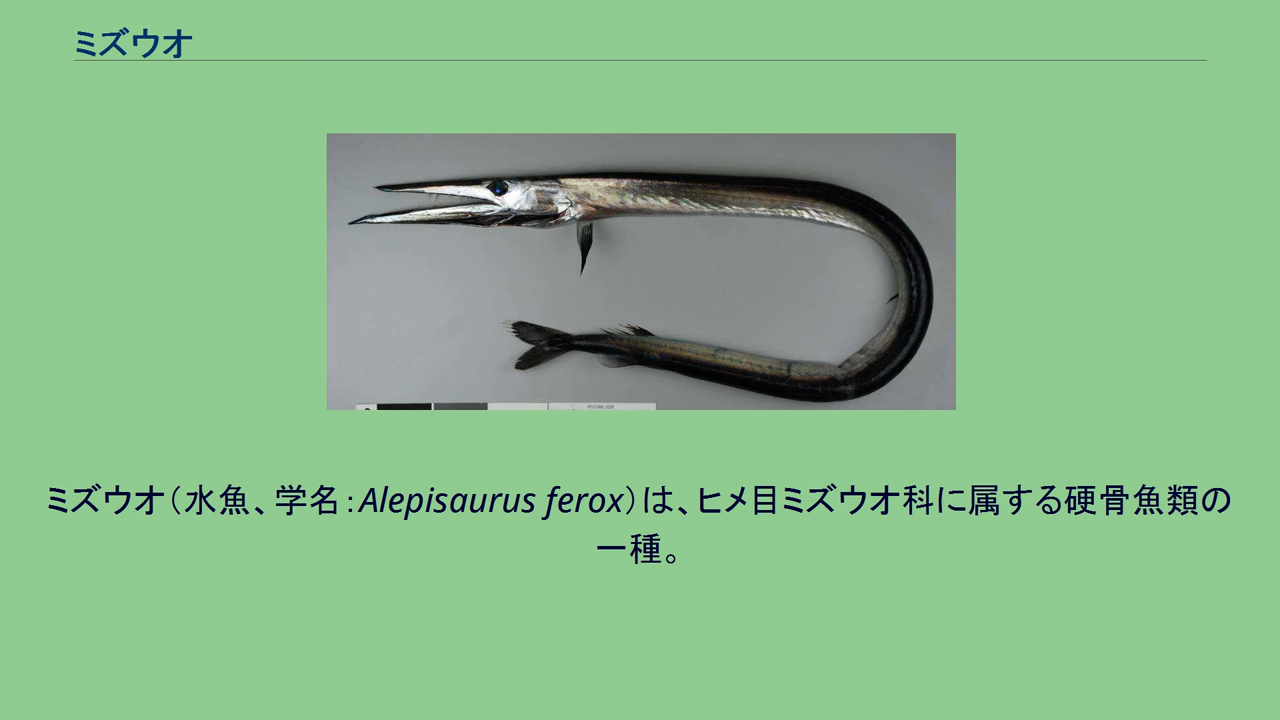 ミズウオ
ミズウオ（水魚、学名：Alepisaurus ferox）は、ヒメ目ミズウオ科に属する硬骨魚類の
一種。